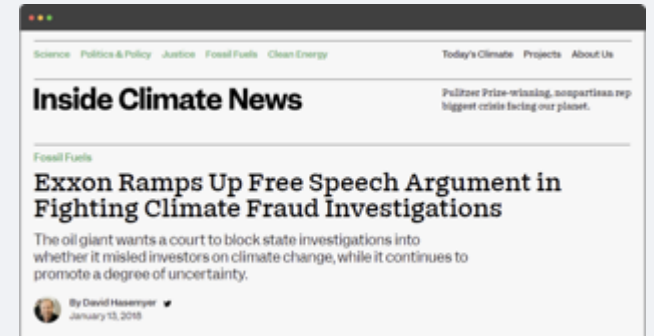 Science Politics & Policy Justice Fossil Fuels Clean Energy Today's Climate Projects About Us
Inside Climate News
Pulitzer Prize-winning, nonpartisan rep
biggest crisis facing our planet.
Fossil Fuels
Exxon Ramps Up Free Speech Argument in
Fighting Climate Fraud Investigations
The oil giant wants a court to block state investigations into
whether it misled investors on climate change, while it continues to
promote a degree of uncertainty.
By David Hasemyer
January 13, 2018